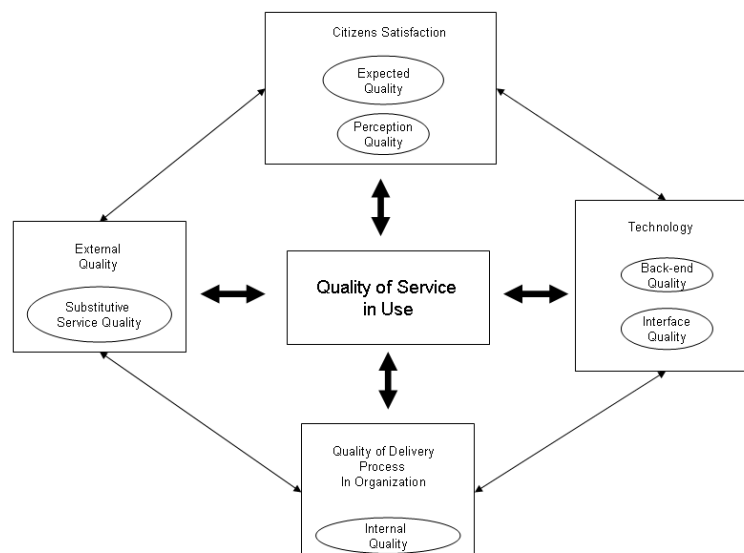 Citizens Satisfaction
Expected
Quality
Perception
Quality
External
Quality
Substitutive
Service Quality
Quality of Service
in Use
Technology
Back-end
Quality
Interface
Quality
Quality of Delivery
Process
In Organization
Internal
Quality